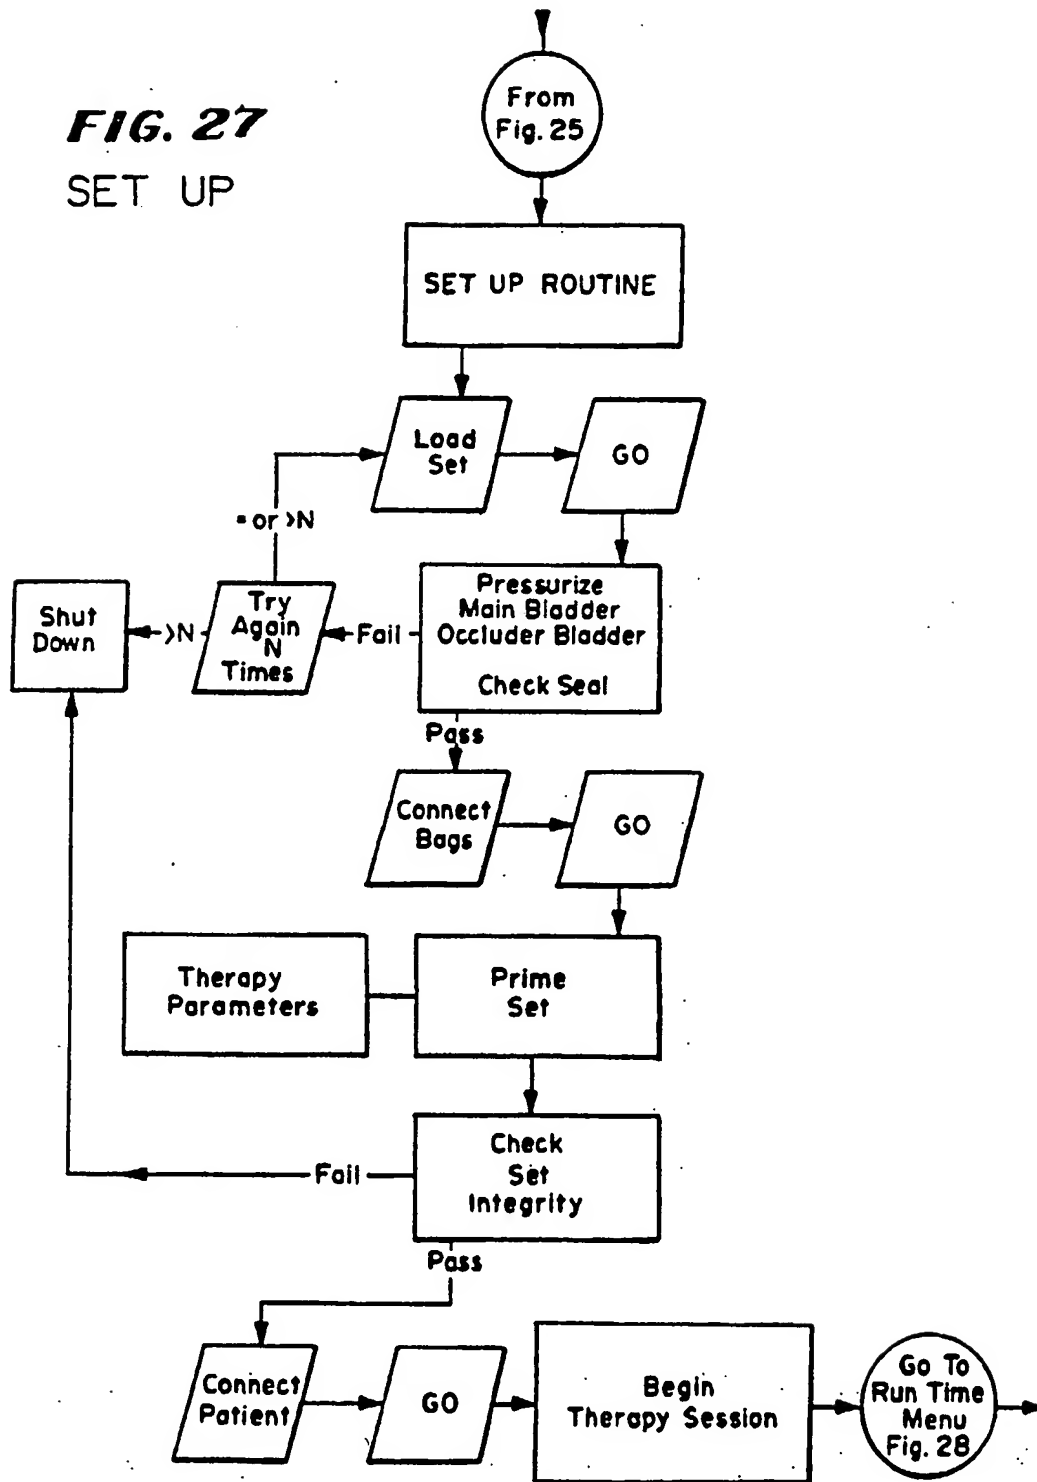 FIG. 27
SET UP
From
Fig. 25
SET UP ROUTINE
Load
Set
GO
= or >N
Pressurize
Main Bladder
Occluder Bladder
Check Seal
Fail
Try
Again
N
Times
>N
Shut
Down
Pass
Connect
Bags
GO
Therapy
Parameters
Prime
Set
Check
Set
Integrity
Fail
Pass
Connect
Patient
GO
Begin
Therapy Session
Go To
Run Time
Menu
Fig. 28